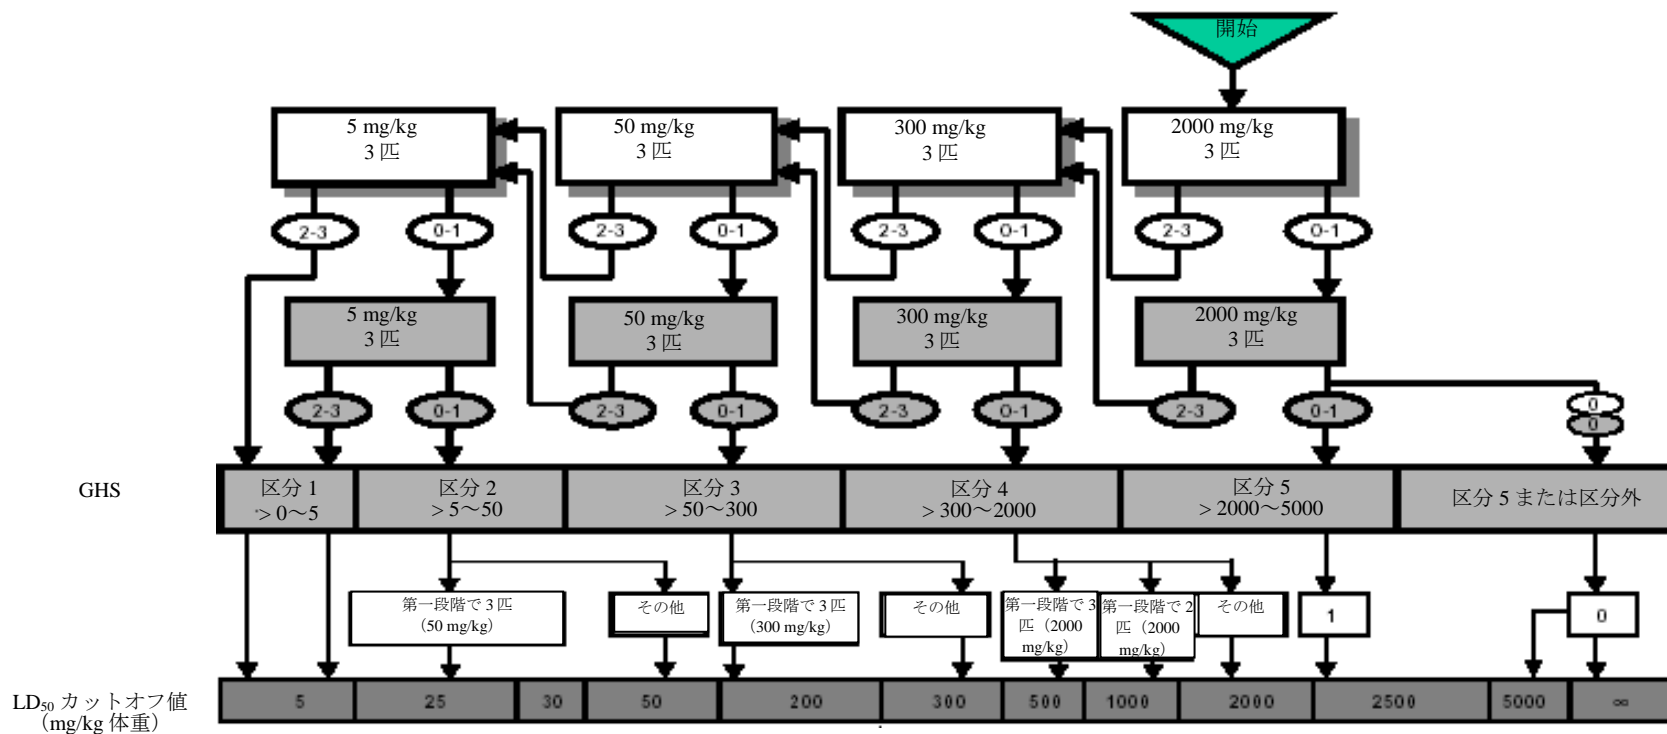 開始
5 mg/kg
3 匹
50 mg/kg
3 匹
300 mg/kg
3 匹
2000 mg/kg
3 匹
2-3
0-1
2-3
0-1
2-3
0-1
2-3
0-1
5 mg/kg
3 匹
50 mg/kg
3 匹
300 mg/kg
3 匹
2000 mg/kg
3 匹
2-3
0-1
2-3
0-1
2-3
0-1
2-3
0-1
0
0
GHS
区分 1
> 0～5
区分 2
> 5～50
区分 3
> 50～300
区分 4
> 300～2000
区分 5
> 2000～5000
区分 5 または区分外
第一段階で 3 匹
（50 mg/kg）
その他
第一段階で 3 匹
（300 mg/kg）
その他
第一段階で 3
匹（2000
mg/kg）
第一段階で 2
匹（2000
mg/kg）
その他
1
0
LD₅₀ カットオフ値
（mg/kg 体重）
5
25
30
50
200
300
500
1000
2000
2500
5000
∞